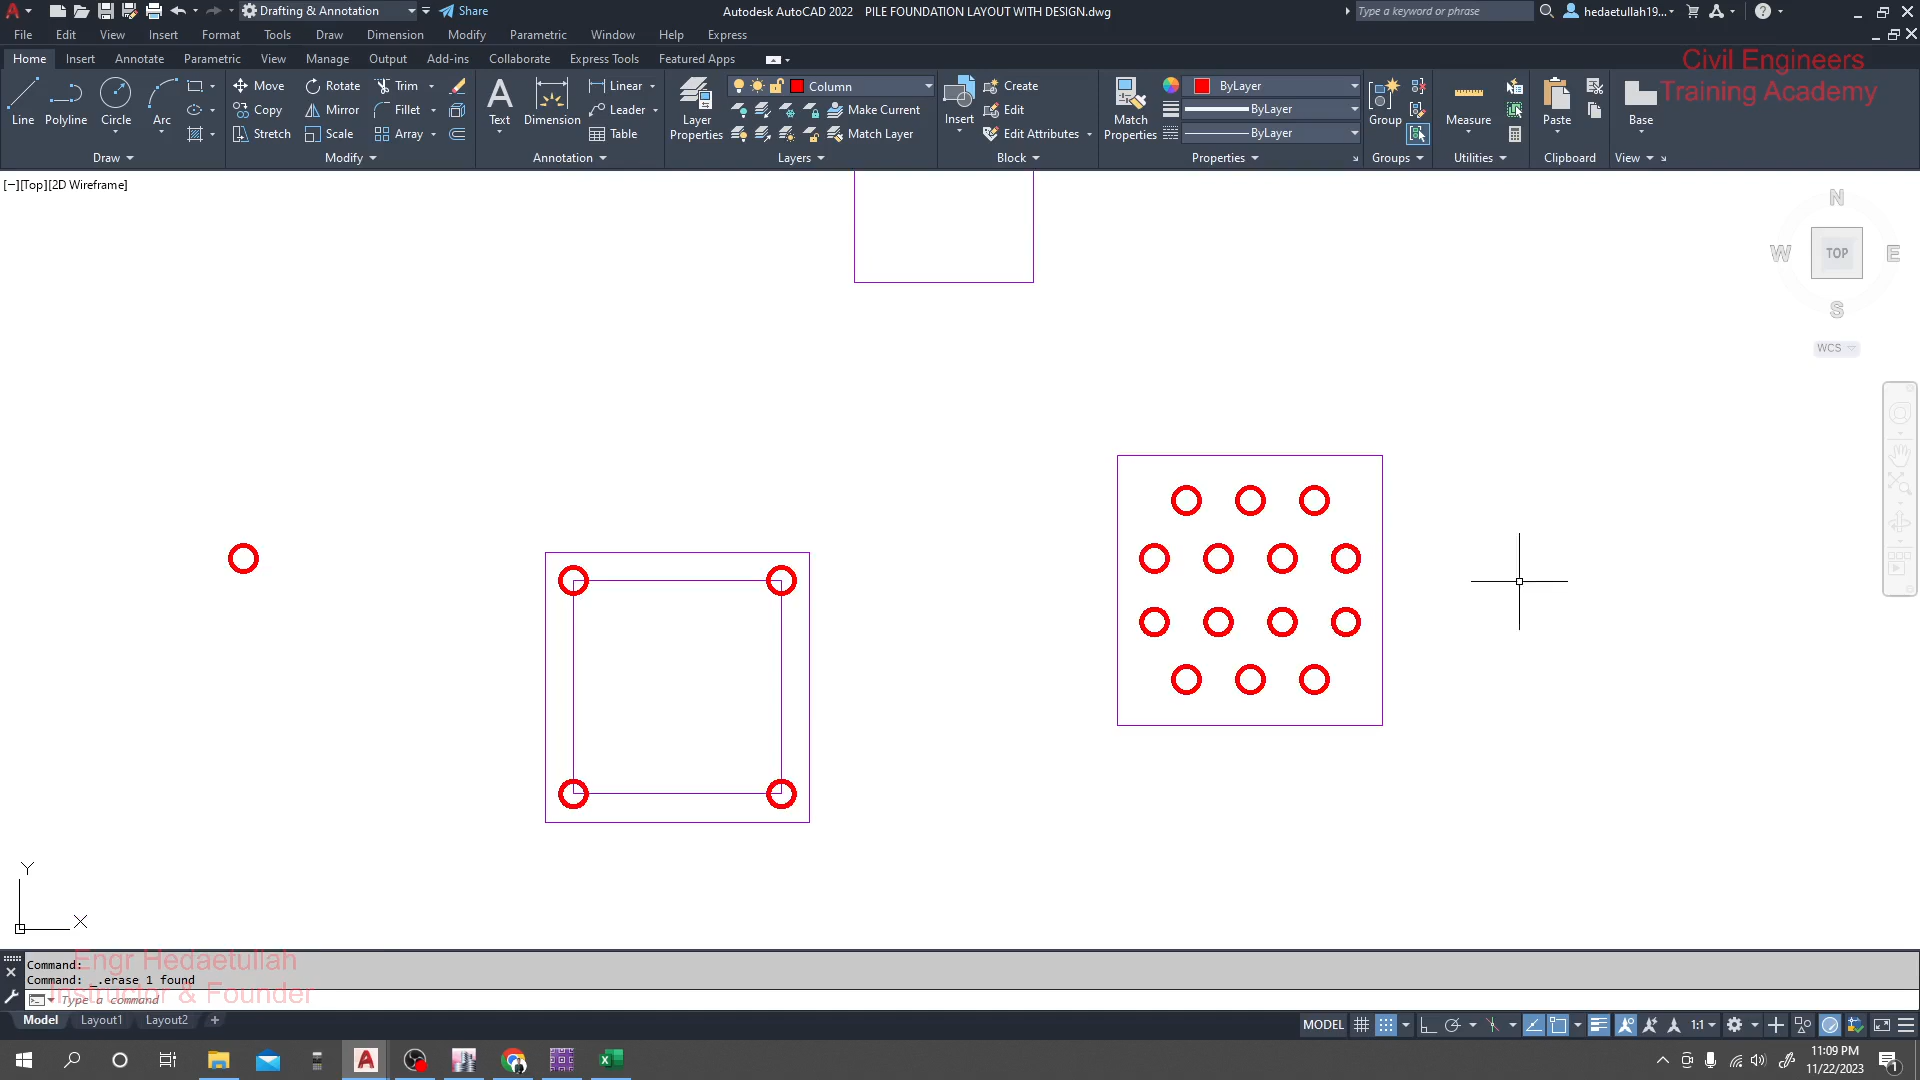 Drafting & Annotation
Share
Autodesk AutoCAD 2022 PILE FOUNDATION LAYOUT WITH DESIGN.dwg
Type a keyword or phrase
hedaetullah19...
File Edit View Insert Format Tools Draw Dimension Modify Parametric Window Help Express
Home Insert Annotate Parametric View Manage Output Add-ins Collaborate Express Tools Featured Apps
Civil Engineers
Training Academy
Line
Polyline
Circle
Arc
Draw
Move
Rotate
Trim
Copy
Mirror
Fillet
Stretch
Scale
Array
Modify
Text
Dimension
Linear
Leader
Table
Annotation
Layer
Properties
Column
Make Current
Match Layer
Layers
Insert
Create
Edit
Edit Attributes
Block
Match
Properties
ByLayer
ByLayer
ByLayer
Properties
Group
Groups
Measure
Utilities
Paste
Clipboard
Base
View
[−][Top][2D Wireframe]
N
W
TOP
E
S
WCS
Y
X
Command:
Command: _.erase 1 found
Type a command
Engr Hedaetullah
Instructor & Founder
Model Layout1 Layout2 +
MODEL
1:1
11:09 PM
11/22/2023
1